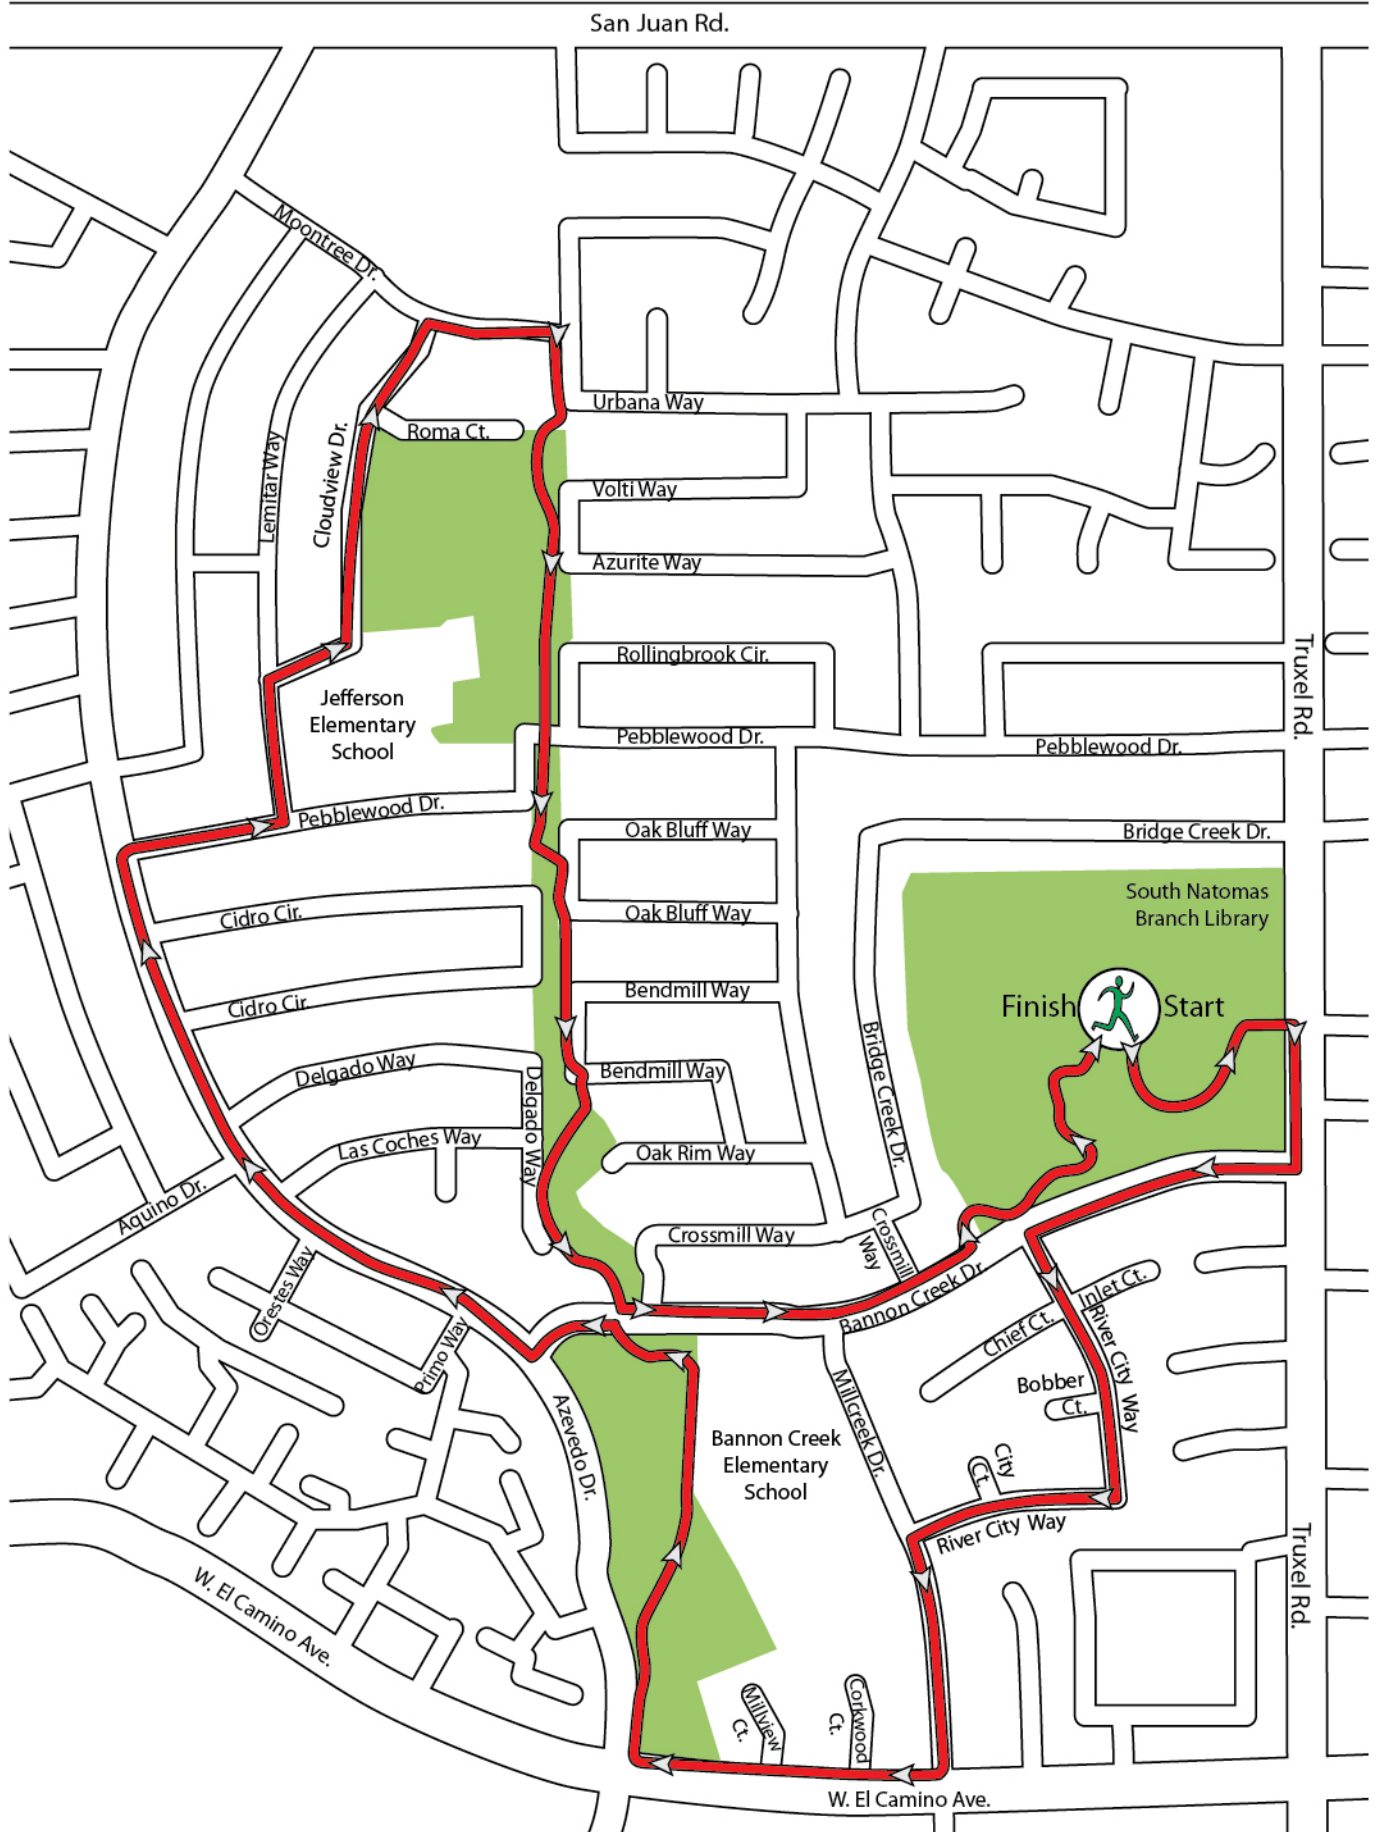 San Juan Rd.
Moontree Dr.
Urbana Way
Roma Ct.
Lemitar Way
Cloudview Dr.
Volti Way
Azurite Way
Rollingbrook Cir.
Truxel Rd.
Jefferson
Elementary
School
Pebblewood Dr.
Pebblewood Dr.
Pebblewood Dr.
Oak Bluff Way
Bridge Creek Dr.
South Natomas
Branch Library
Cidro Cir.
Oak Bluff Way
Cidro Cir.
Bendmill Way
Finish
Start
Bridge Creek Dr.
Delgado Way
Delgado Way
Bendmill Way
Las Coches Way
Oak Rim Way
Aquino Dr.
Crossmill Way
Crossmill
Way
Orestes Way
Bannon Creek Dr.
Inlet Ct.
Chief Ct.
River City Way
Primo Way
Millcreek Dr.
Bobber
Ct.
Azevedo Dr.
Bannon Creek
Elementary
School
City
Ct.
River City Way
Truxel Rd.
W. El Camino Ave.
Millview
Ct.
Corkwood
Ct.
W. El Camino Ave.